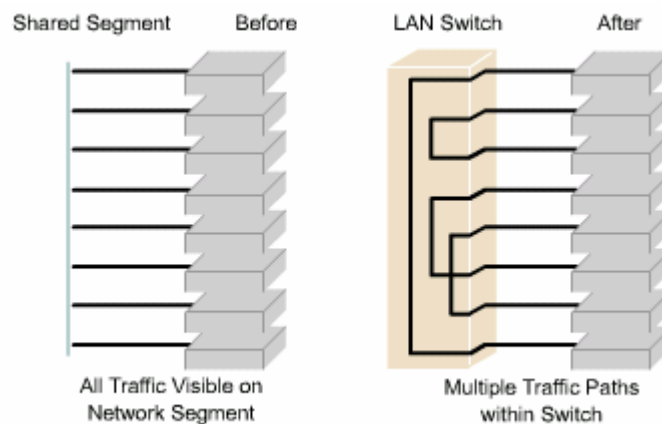 Shared Segment Before
LAN Switch After
All Traffic Visible on
Network Segment
Multiple Traffic Paths
within Switch